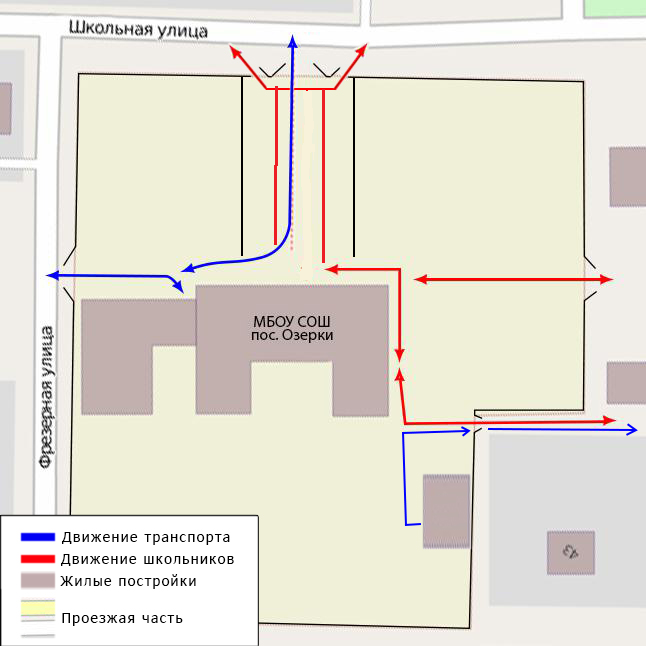 Школьная улица
МБОУ СОШ
пос. Озерки
Фрезерная улица
43
Движение транспорта
Движение школьников
Жилые постройки
Проезжая часть